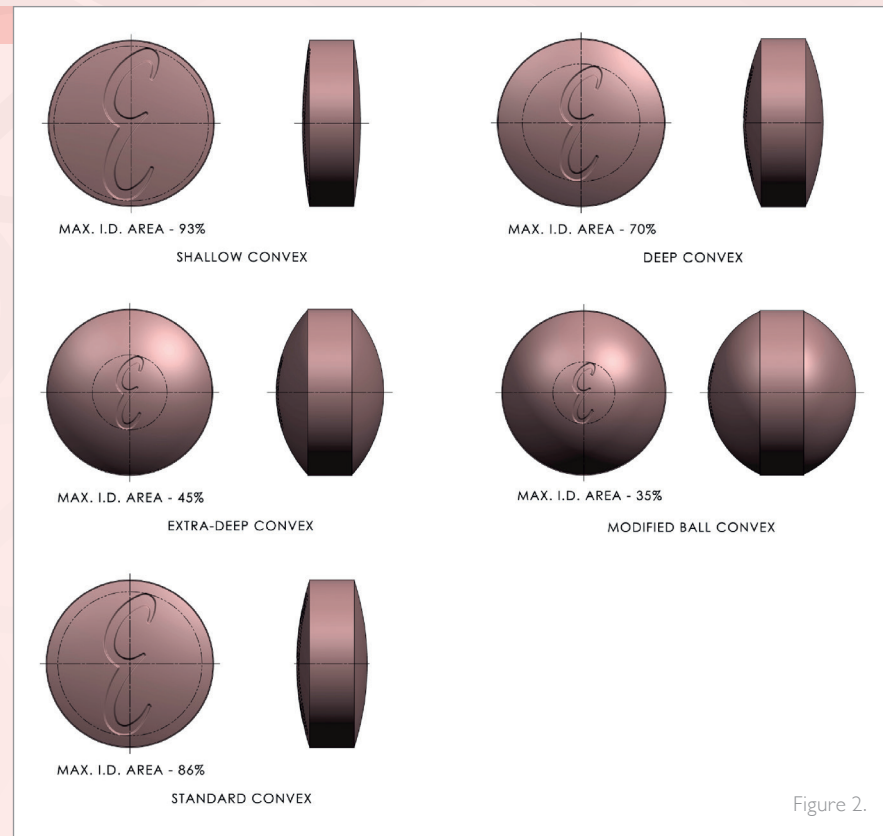 MAX. I.D. AREA - 93%
SHALLOW CONVEX
MAX. I.D. AREA - 70%
DEEP CONVEX
MAX. I.D. AREA - 45%
EXTRA-DEEP CONVEX
MAX. I.D. AREA - 35%
MODIFIED BALL CONVEX
MAX. I.D. AREA - 86%
STANDARD CONVEX
Figure 2.